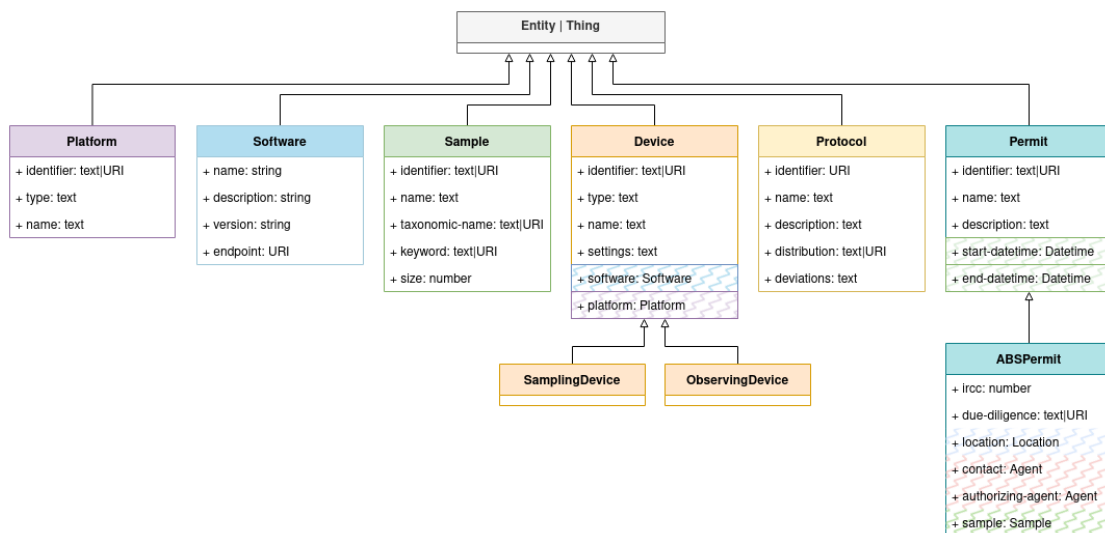 Entity | Thing
Platform
+ identifier: text|URI
+ type: text
+ name: text
Software
+ name: string
+ description: string
+ version: string
+ endpoint: URI
Sample
+ identifier: text|URI
+ name: text
+ taxonomic-name: text|URI
+ keyword: text|URI
+ size: number
Device
+ identifier: text|URI
+ type: text
+ name: text
+ settings: text
+ software: Software
+ platform: Platform
Protocol
+ identifier: URI
+ name: text
+ description: text
+ distribution: text|URI
+ deviations: text
Permit
+ identifier: text|URI
+ name: text
+ description: text
+ start-datetime: Datetime
+ end-datetime: Datetime
SamplingDevice
ObservingDevice
ABSPermit
+ ircc: number
+ due-diligence: text|URI
+ location: Location
+ contact: Agent
+ authorizing-agent: Agent
+ sample: Sample